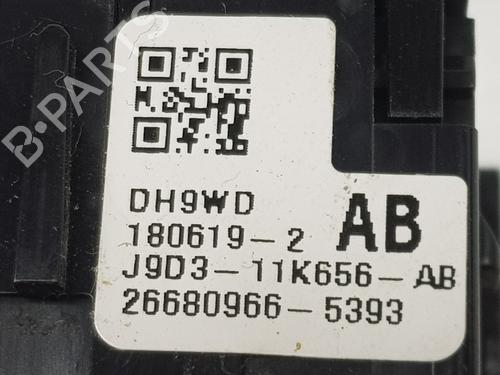 B-PARTS
DH9WD
180619-2 AB
J9D3-11K656-AB
26680966-5393